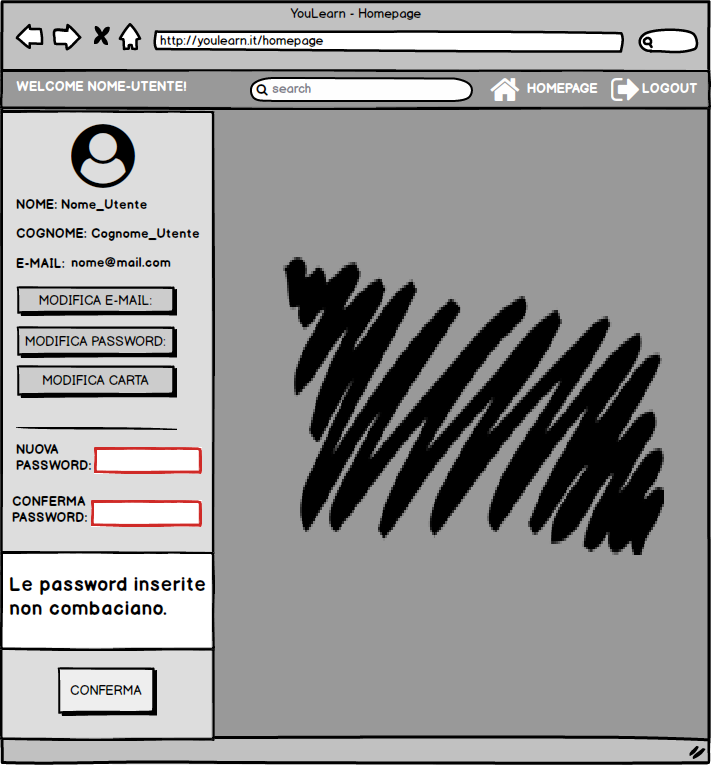 YouLearn - Homepage
http://youlearn.it/homepage
WELCOME NOME-UTENTE!
search
HOMEPAGE
LOGOUT
NOME: Nome_Utente
COGNOME: Cognome_Utente
E-MAIL: nome@mail.com
MODIFICA E-MAIL:
MODIFICA PASSWORD:
MODIFICA CARTA
NUOVA
PASSWORD:
CONFERMA
PASSWORD:
Le password inserite
non combaciano.
CONFERMA